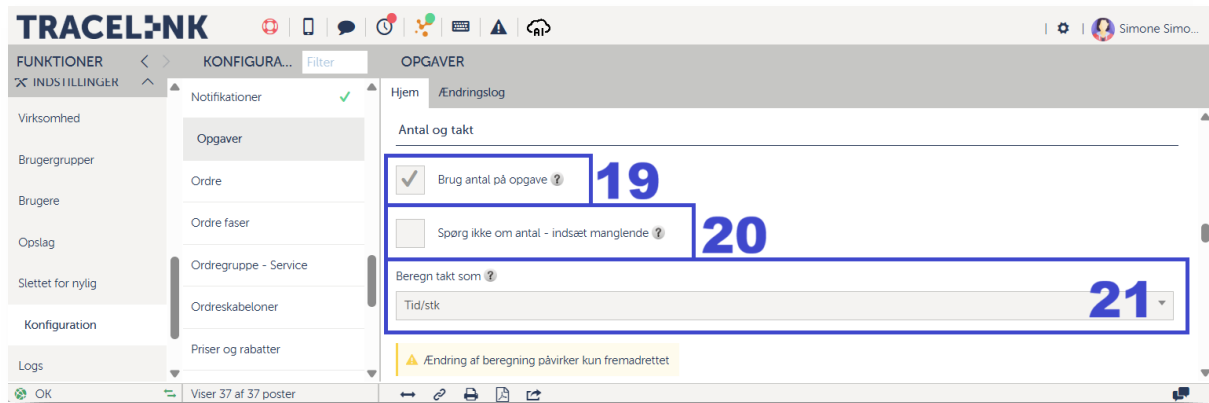 TRACEL NK
AI
Simone Simo...
FUNKTIONER
INDSTILLINGER
Virksomhed
Brugergrupper
Brugere
Opslag
Slettet for nylig
Konfiguration
Logs
OK
KONFIGURA...
Filter
Notifikationer
Opgaver
Ordre
Ordre faser
Ordregruppe - Service
Ordreskabeloner
Priser og rabatter
Viser 37 af 37 poster
OPGAVER
Hjem
Ændringslog
Antal og takt
Brug antal på opgave ?
19
Spørg ikke om antal - indsæt manglende ?
20
Beregn takt som ?
Tid/stk
21
Ændring af beregning påvirker kun fremadrettet